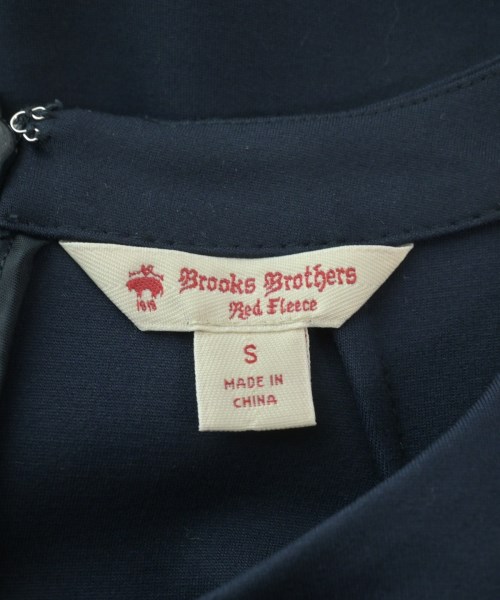 Brooks Brothers
Red Fleece
1818
S
MADE IN
CHINA